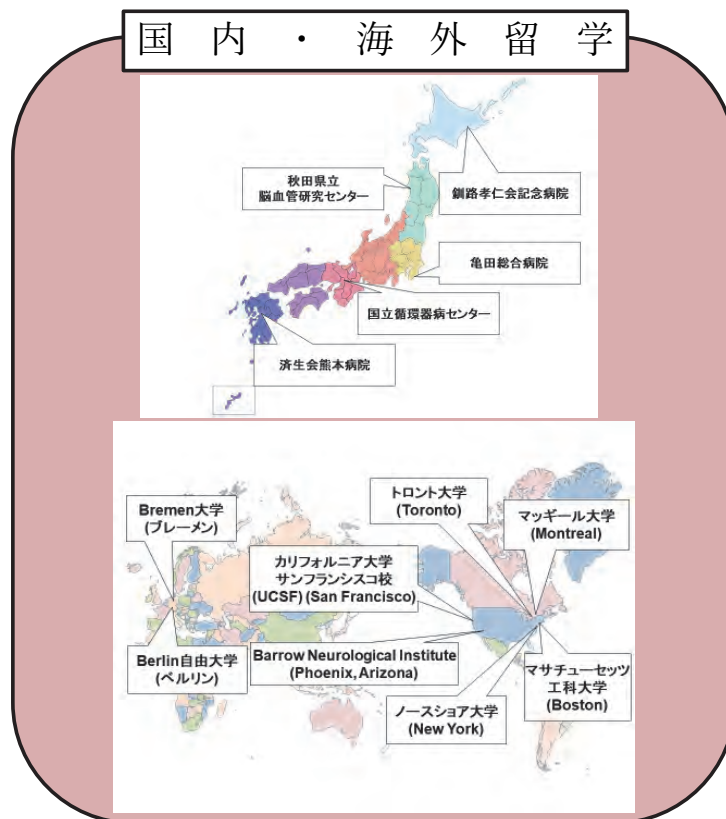 国内・海外留学
秋田県立
脳血管研究センター
釧路孝仁会記念病院
亀田総合病院
国立循環器病センター
済生会熊本病院
Bremen大学
(ブレーメン)
トロント大学
(Toronto)
マッギール大学
(Montreal)
カリフォルニア大学
サンフランシスコ校
(UCSF) (San Francisco)
Berlin自由大学
(ベルリン)
Barrow Neurological Institute
(Phoenix, Arizona)
マサチューセッツ
工科大学
(Boston)
ノースショア大学
(New York)